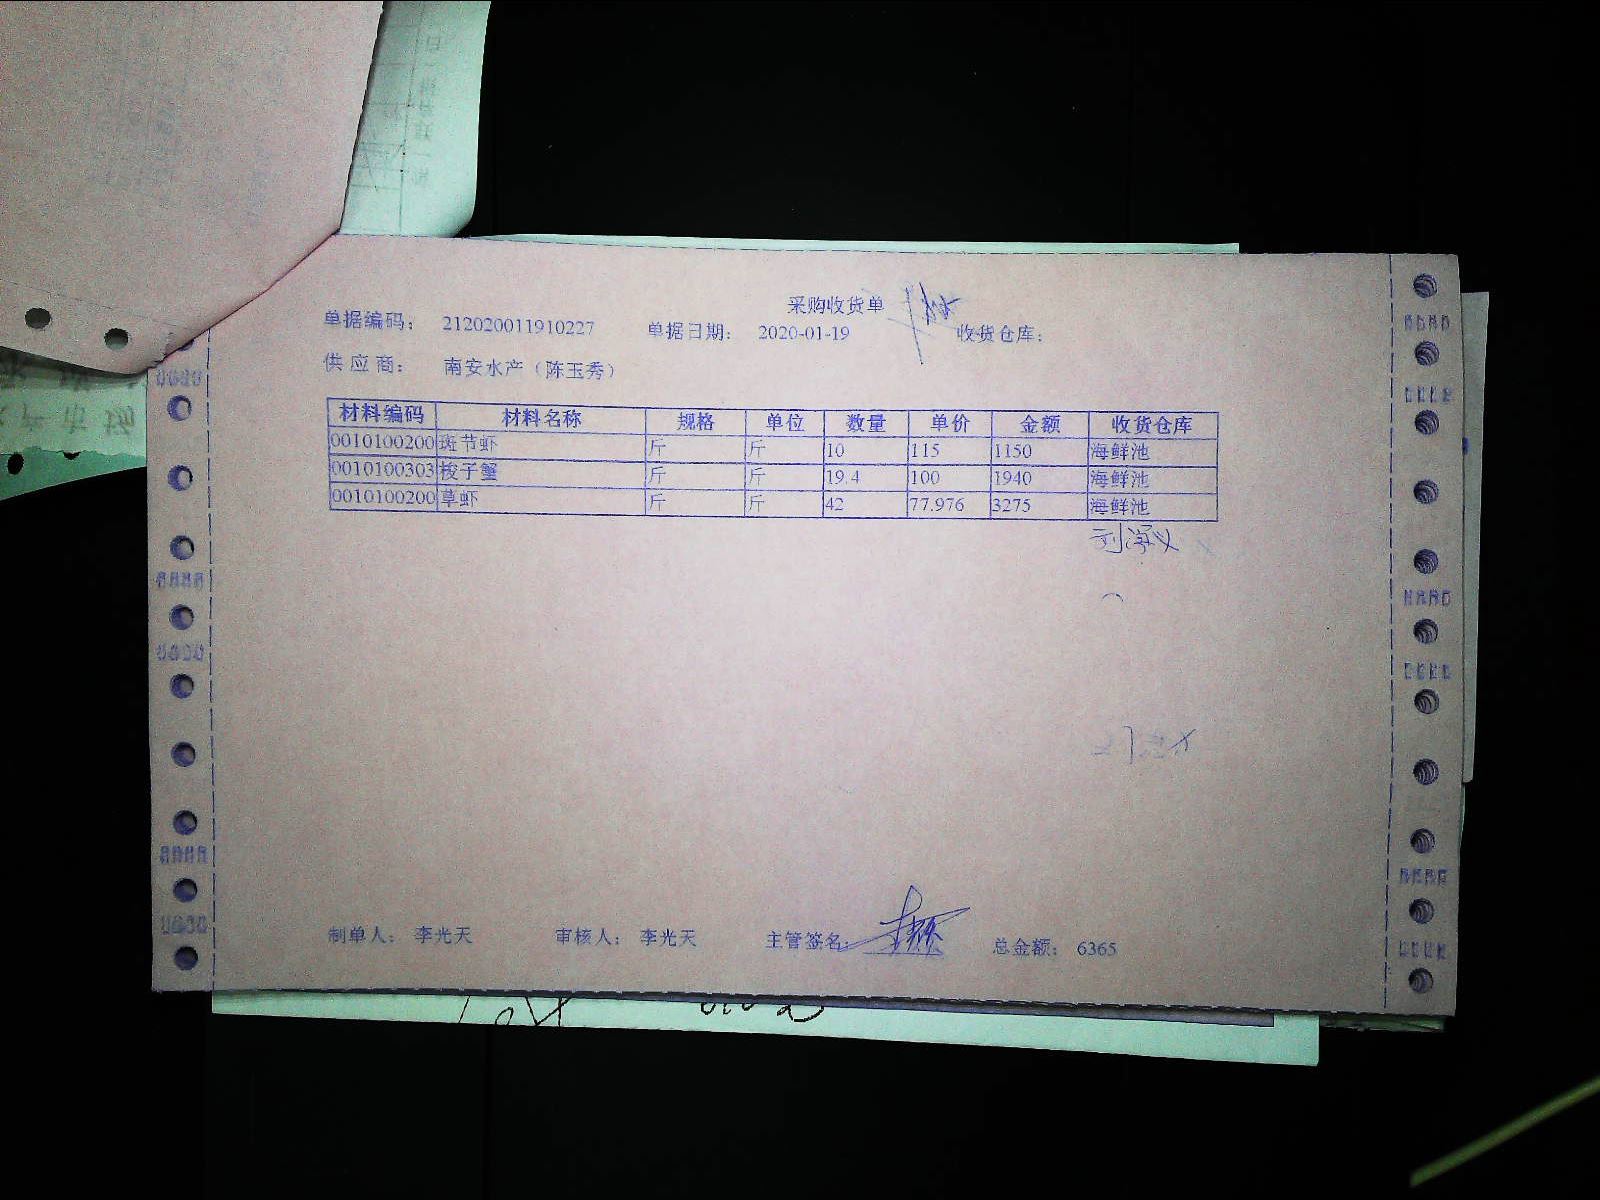 采购收货单
单据编码： 212020011910227 单据日期： 2020-01-19 收货仓库：
供 应 商： 南安水产（陈玉秀）
材料编码 材料名称 规格 单位 数量 单价 金额 收货仓库
0010100200 斑节虾 斤 斤 10 115 1150 海鲜池
0010100303 梭子蟹 斤 斤 19.4 100 1940 海鲜池
0010100200 草虾 斤 斤 42 77.976 3275 海鲜池
制单人： 李光天 审核人： 李光天 主管签名： 总金额： 6365